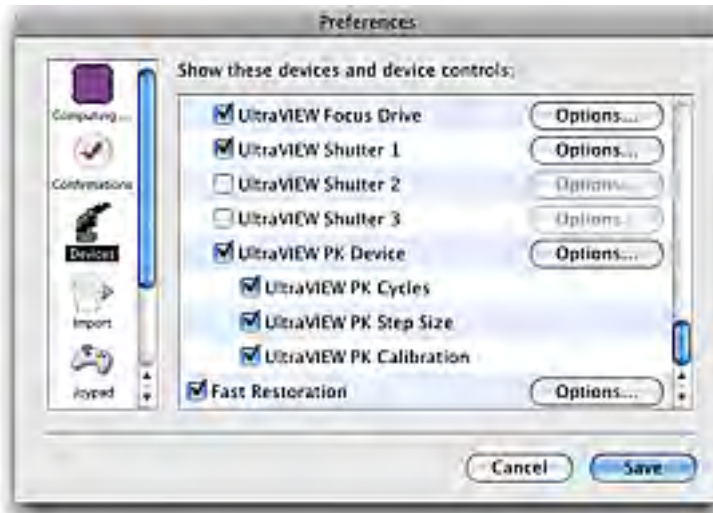 Preferences
Show these devices and device controls:
Computing ...
Confirmations
Devices
Import
Joypad
UltraVIEW Focus Drive Options...
UltraVIEW Shutter 1 Options...
UltraVIEW Shutter 2 Options...
UltraVIEW Shutter 3 Options...
UltraVIEW PK Device Options...
UltraVIEW PK Cycles
UltraVIEW PK Step Size
UltraVIEW PK Calibration
Fast Restoration Options...
Cancel Save